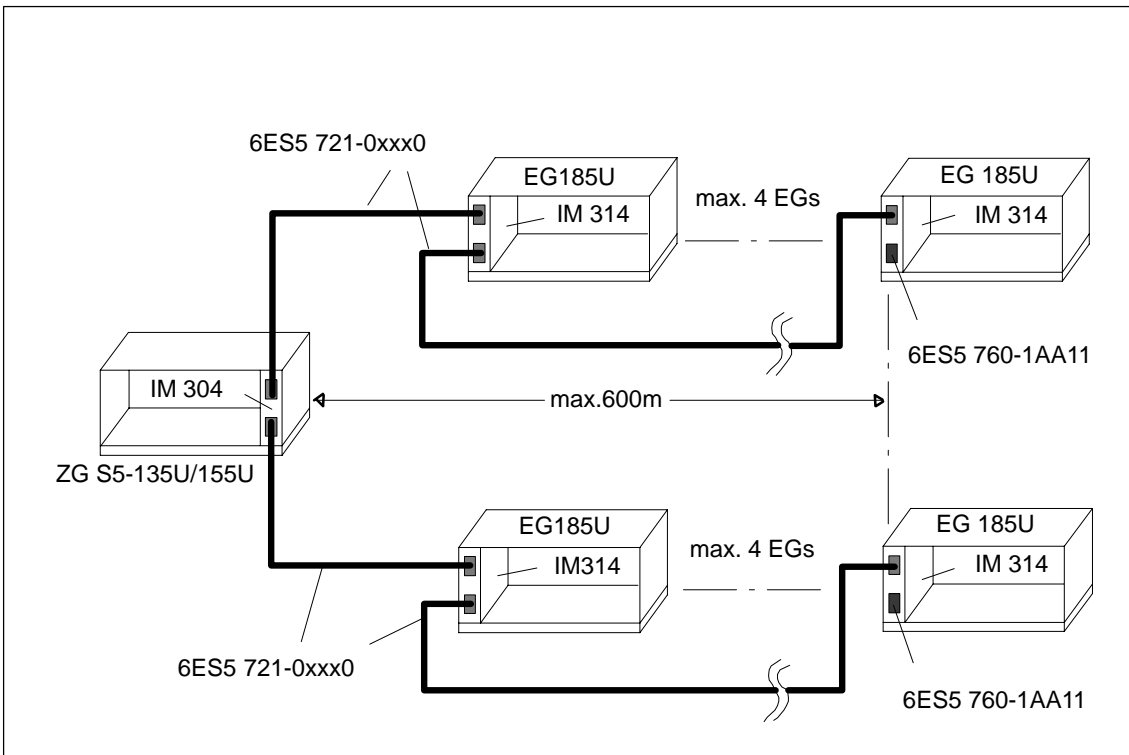 6ES5 721-0xxx0
EG185U
IM 314
max. 4 EGs
EG 185U
IM 314
6ES5 760-1AA11
IM 304
max.600m
ZG S5-135U/155U
EG185U
IM314
max. 4 EGs
EG 185U
IM 314
6ES5 721-0xxx0
6ES5 760-1AA11